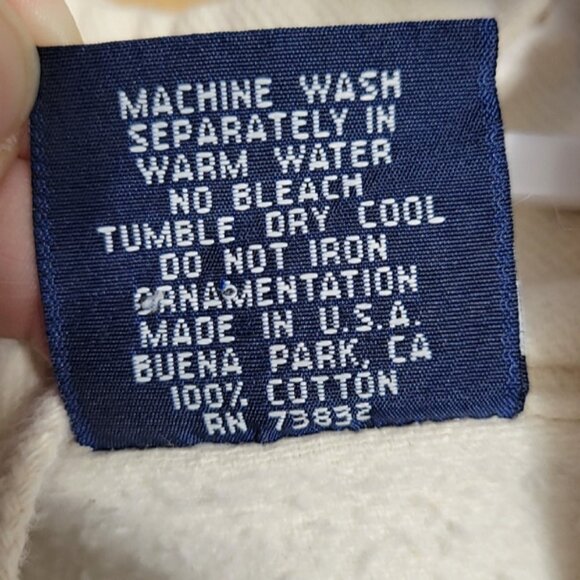 MACHINE WASH
SEPARATELY IN
WARM WATER
NO BLEACH
TUMBLE DRY COOL
DO NOT IRON
ORNAMENTATION
MADE IN U.S.A.
BUENA PARK, CA
100% COTTON
RN 73832